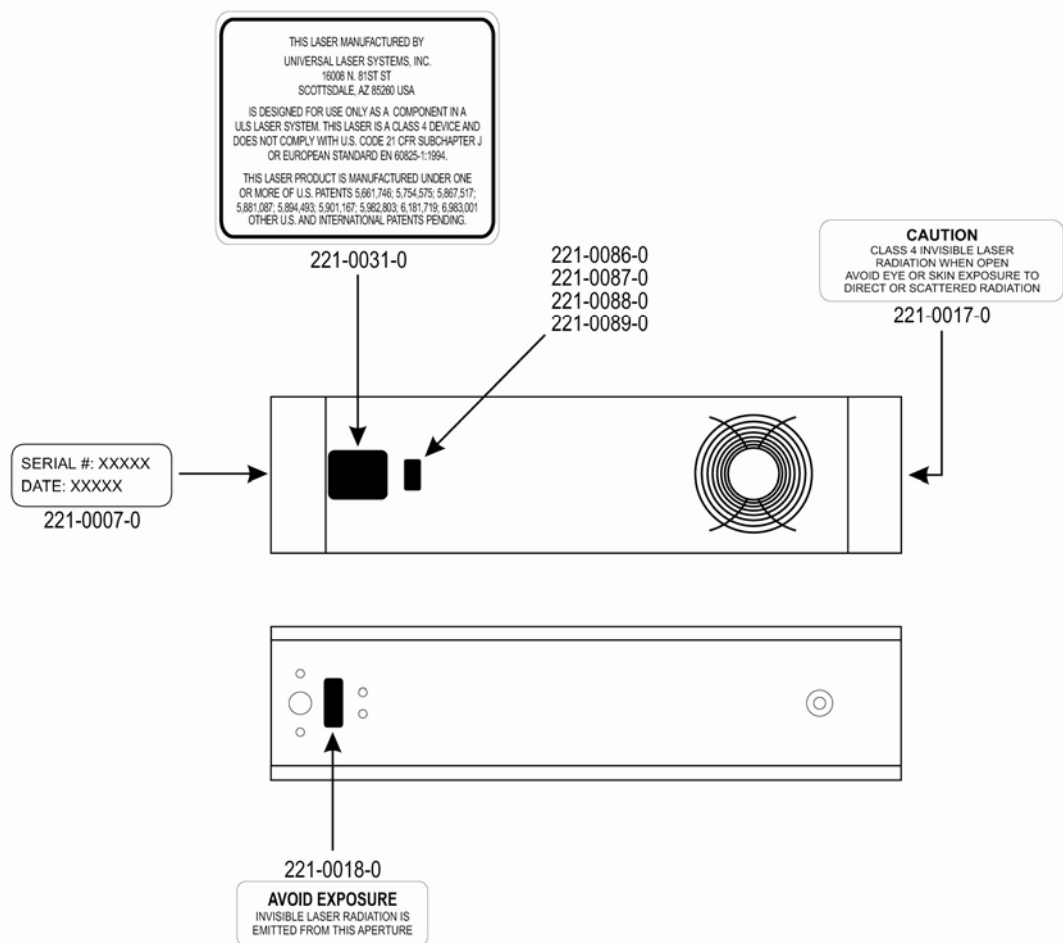 THIS LASER MANUFACTURED BY
UNIVERSAL LASER SYSTEMS, INC.
16008 N. 81ST ST
SCOTTSDALE, AZ 85260 USA
IS DESIGNED FOR USE ONLY AS A COMPONENT IN A
ULS LASER SYSTEM. THIS LASER IS A CLASS 4 DEVICE AND
DOES NOT COMPLY WITH U.S. CODE 21 CFR SUBCHAPTER J
OR EUROPEAN STANDARD EN 60825-1:1994.
THIS LASER PRODUCT IS MANUFACTURED UNDER ONE
OR MORE OF U.S. PATENTS 5,661,746; 5,754,575; 5,867,517;
5,881,087; 5,894,493; 5,901,167; 5,982,803; 6,181,719; 6,983,001
OTHER U.S. AND INTERNATIONAL PATENTS PENDING.
221-0031-0
221-0086-0
221-0087-0
221-0088-0
221-0089-0
CAUTION
CLASS 4 INVISIBLE LASER
RADIATION WHEN OPEN
AVOID EYE OR SKIN EXPOSURE TO
DIRECT OR SCATTERED RADIATION
221-0017-0
SERIAL #: XXXXX
DATE: XXXXX
221-0007-0
221-0018-0
AVOID EXPOSURE
INVISIBLE LASER RADIATION IS
EMITTED FROM THIS APERTURE